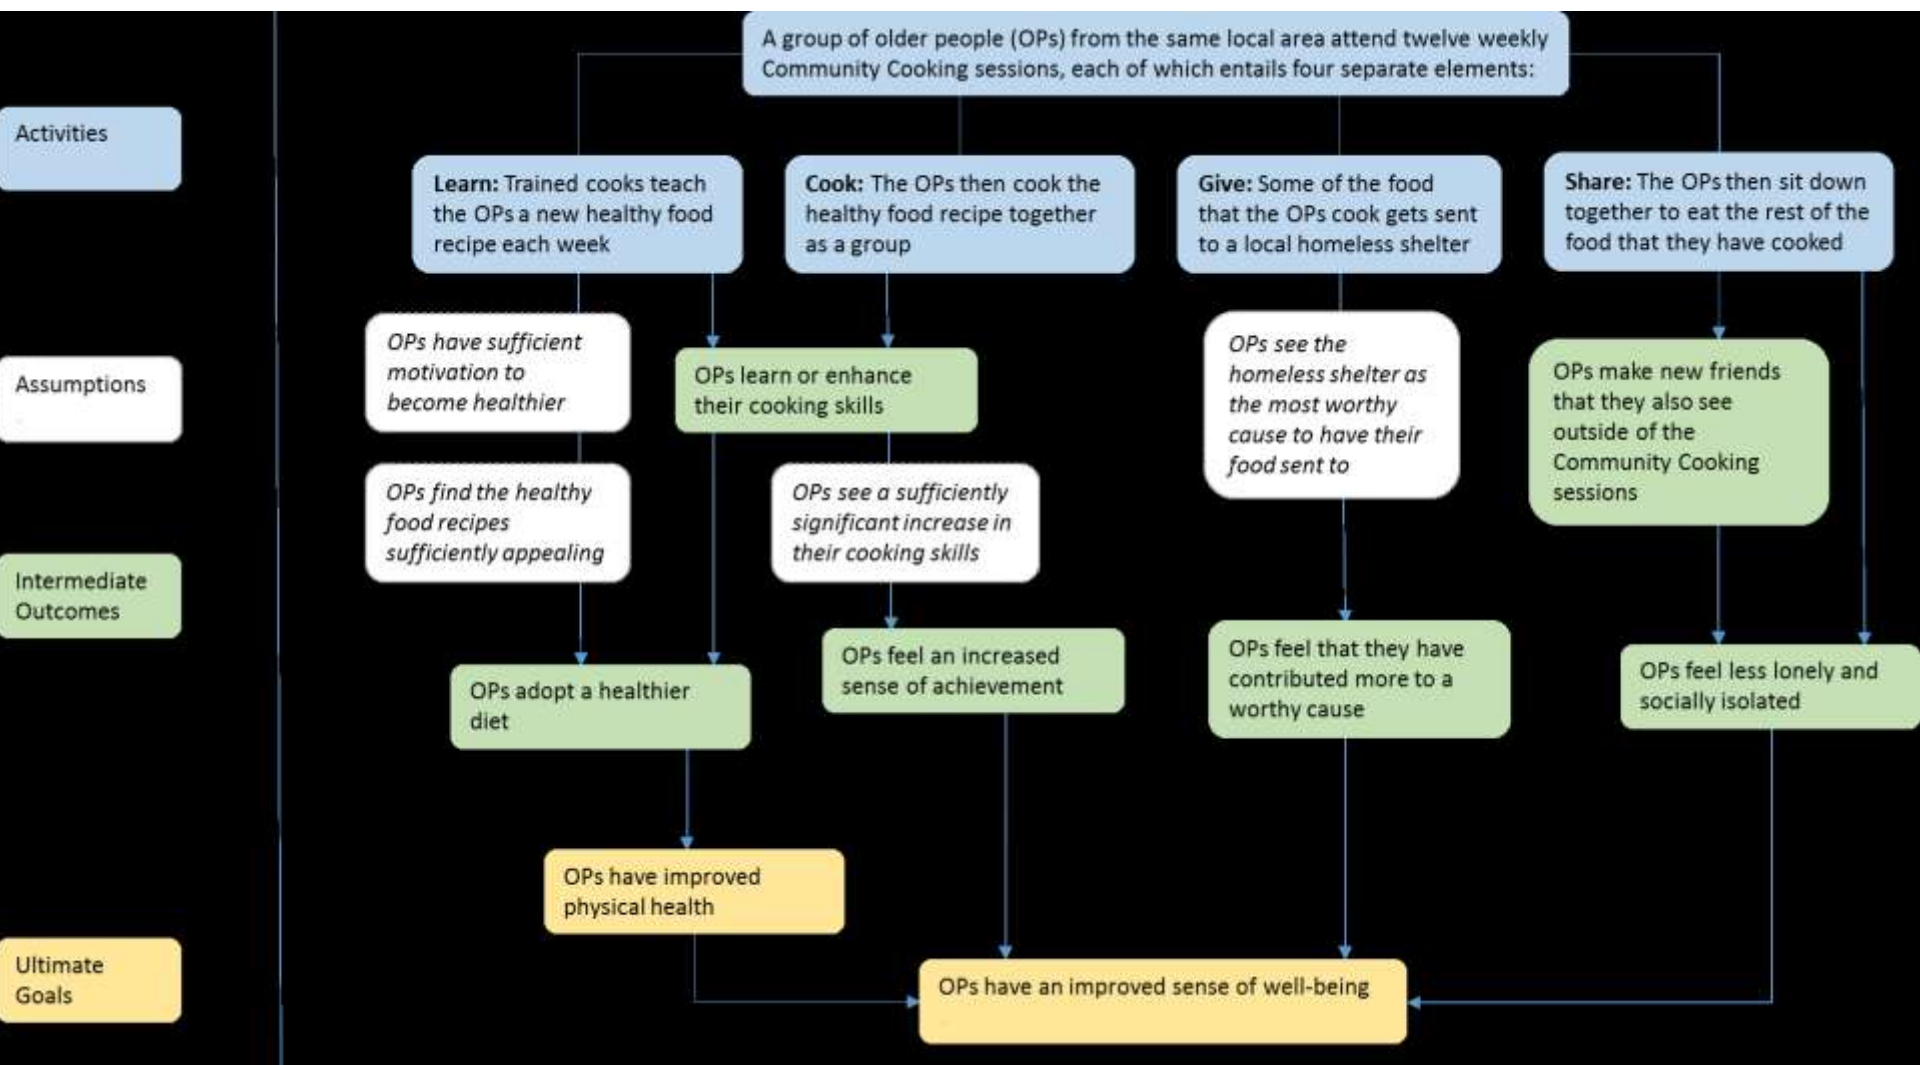 A group of older people (OPs) from the same local area attend twelve weekly
Community Cooking sessions, each of which entails four separate elements:
Activities
Learn: Trained cooks teach
the OPs a new healthy food
recipe each week
Cook: The OPs then cook the
healthy food recipe together
as a group
Give: Some of the food
that the OPs cook gets sent
to a local homeless shelter
Share: The OPs then sit down
together to eat the rest of the
food that they have cooked
Assumptions
OPs have sufficient
motivation to
become healthier
OPs learn or enhance
their cooking skills
OPs see the
homeless shelter as
the most worthy
cause to have their
food sent to
OPs make new friends
that they also see
outside of the
Community Cooking
sessions
OPs find the healthy
food recipes
sufficiently appealing
OPs see a sufficiently
significant increase in
their cooking skills
Intermediate
Outcomes
OPs adopt a healthier
diet
OPs feel an increased
sense of achievement
OPs feel that they have
contributed more to a
worthy cause
OPs feel less lonely and
socially isolated
OPs have improved
physical health
Ultimate
Goals
OPs have an improved sense of well-being